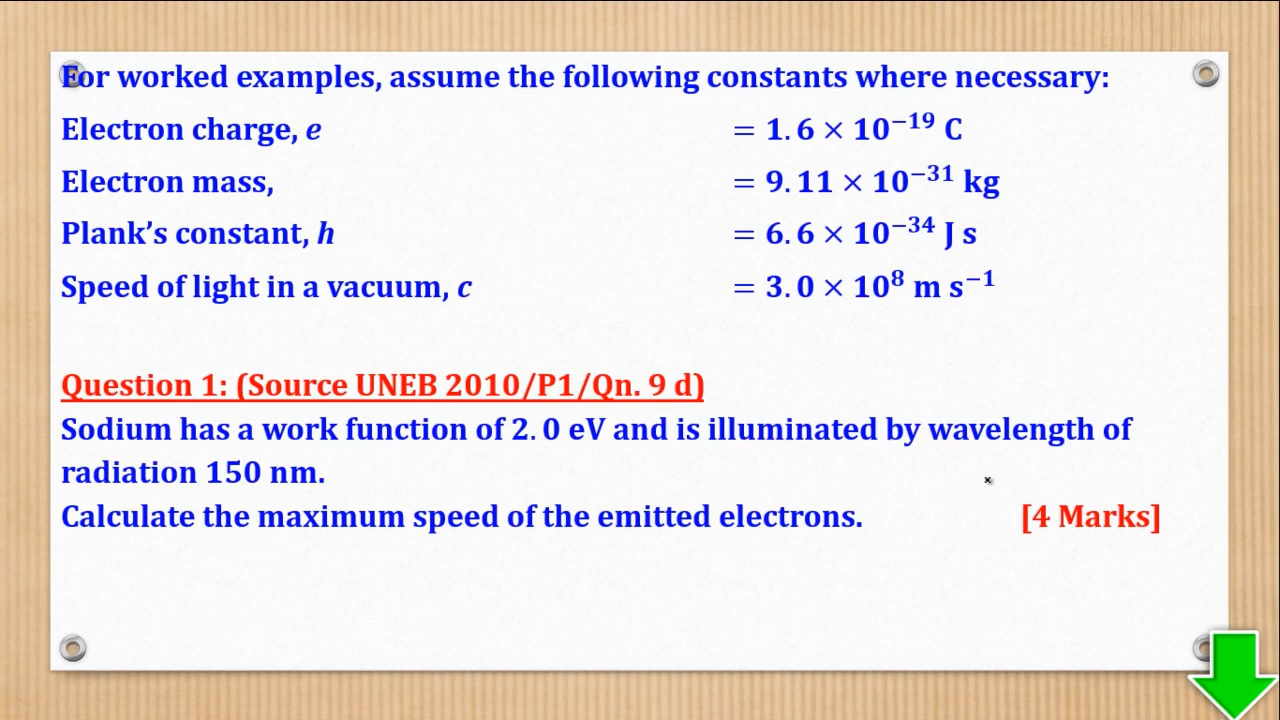 For worked examples, assume the following constants where necessary:
Electron charge, e = 1.6 × 10⁻¹⁹ C
Electron mass, = 9.11 × 10⁻³¹ kg
Plank’s constant, h = 6.6 × 10⁻³⁴ J s
Speed of light in a vacuum, c = 3.0 × 10⁸ m s⁻¹
Question 1: (Source UNEB 2010/P1/Qn. 9 d)
Sodium has a work function of 2.0 eV and is illuminated by wavelength of
radiation 150 nm.
Calculate the maximum speed of the emitted electrons. [4 Marks]